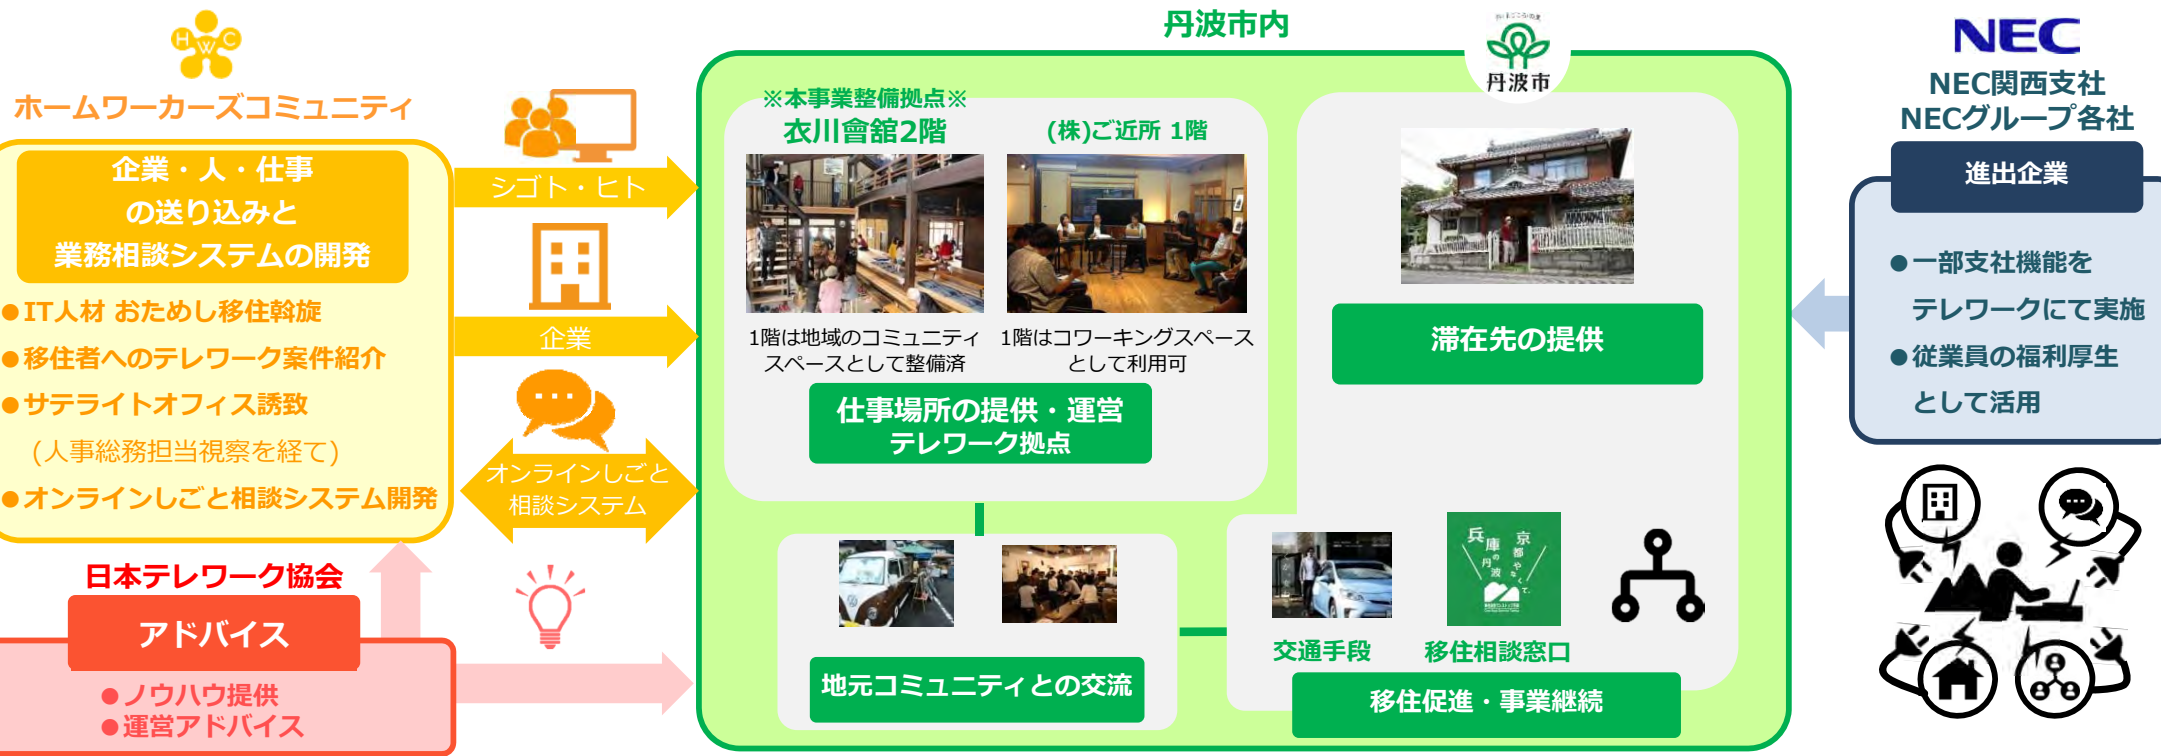 HWC
ホームワーカーズコミュニティ
企業・人・仕事
の送り込みと
業務相談システムの開発
●IT人材 おためし移住斡旋
●移住者へのテレワーク案件紹介
●サテライトオフィス誘致
(人事総務担当視察を経て)
●オンラインしごと相談システム開発
日本テレワーク協会
アドバイス
●ノウハウ提供
●運営アドバイス
シゴト・ヒト
企業
オンラインしごと
相談システム
丹波市内
丹波市
※本事業整備拠点※
衣川會舘2階
1階は地域のコミュニティ
スペースとして整備済
(株)ご近所 1階
1階はコワーキングスペース
として利用可
仕事場所の提供・運営
テレワーク拠点
滞在先の提供
地元コミュニティとの交流
兵庫の丹波
京都やなくて、
交通手段
移住相談窓口
移住促進・事業継続
NEC
NEC関西支社
NECグループ各社
進出企業
●一部支社機能を
テレワークにて実施
●従業員の福利厚生
として活用